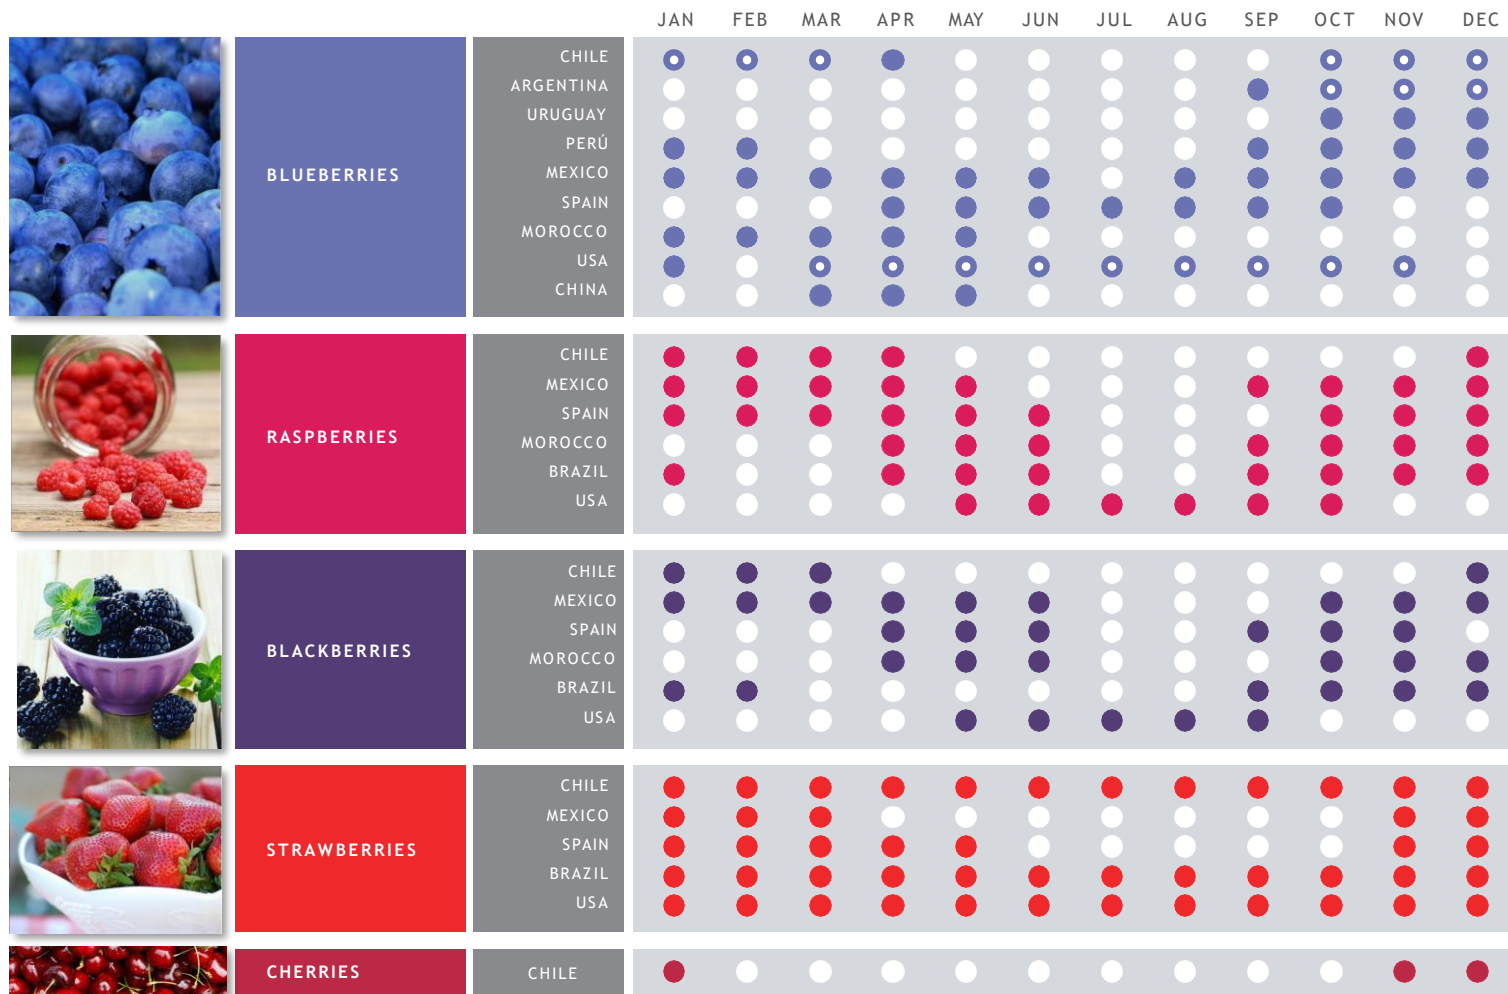 JAN FEB MAR APR MAY JUN JUL AUG SEP OCT NOV DEC
BLUEBERRIES
CHILE
ARGENTINA
URUGUAY
PERÚ
MEXICO
SPAIN
MOROCCO
USA
CHINA
RASPBERRIES
CHILE
MEXICO
SPAIN
MOROCCO
BRAZIL
USA
BLACKBERRIES
CHILE
MEXICO
SPAIN
MOROCCO
BRAZIL
USA
STRAWBERRIES
CHILE
MEXICO
SPAIN
BRAZIL
USA
CHERRIES
CHILE